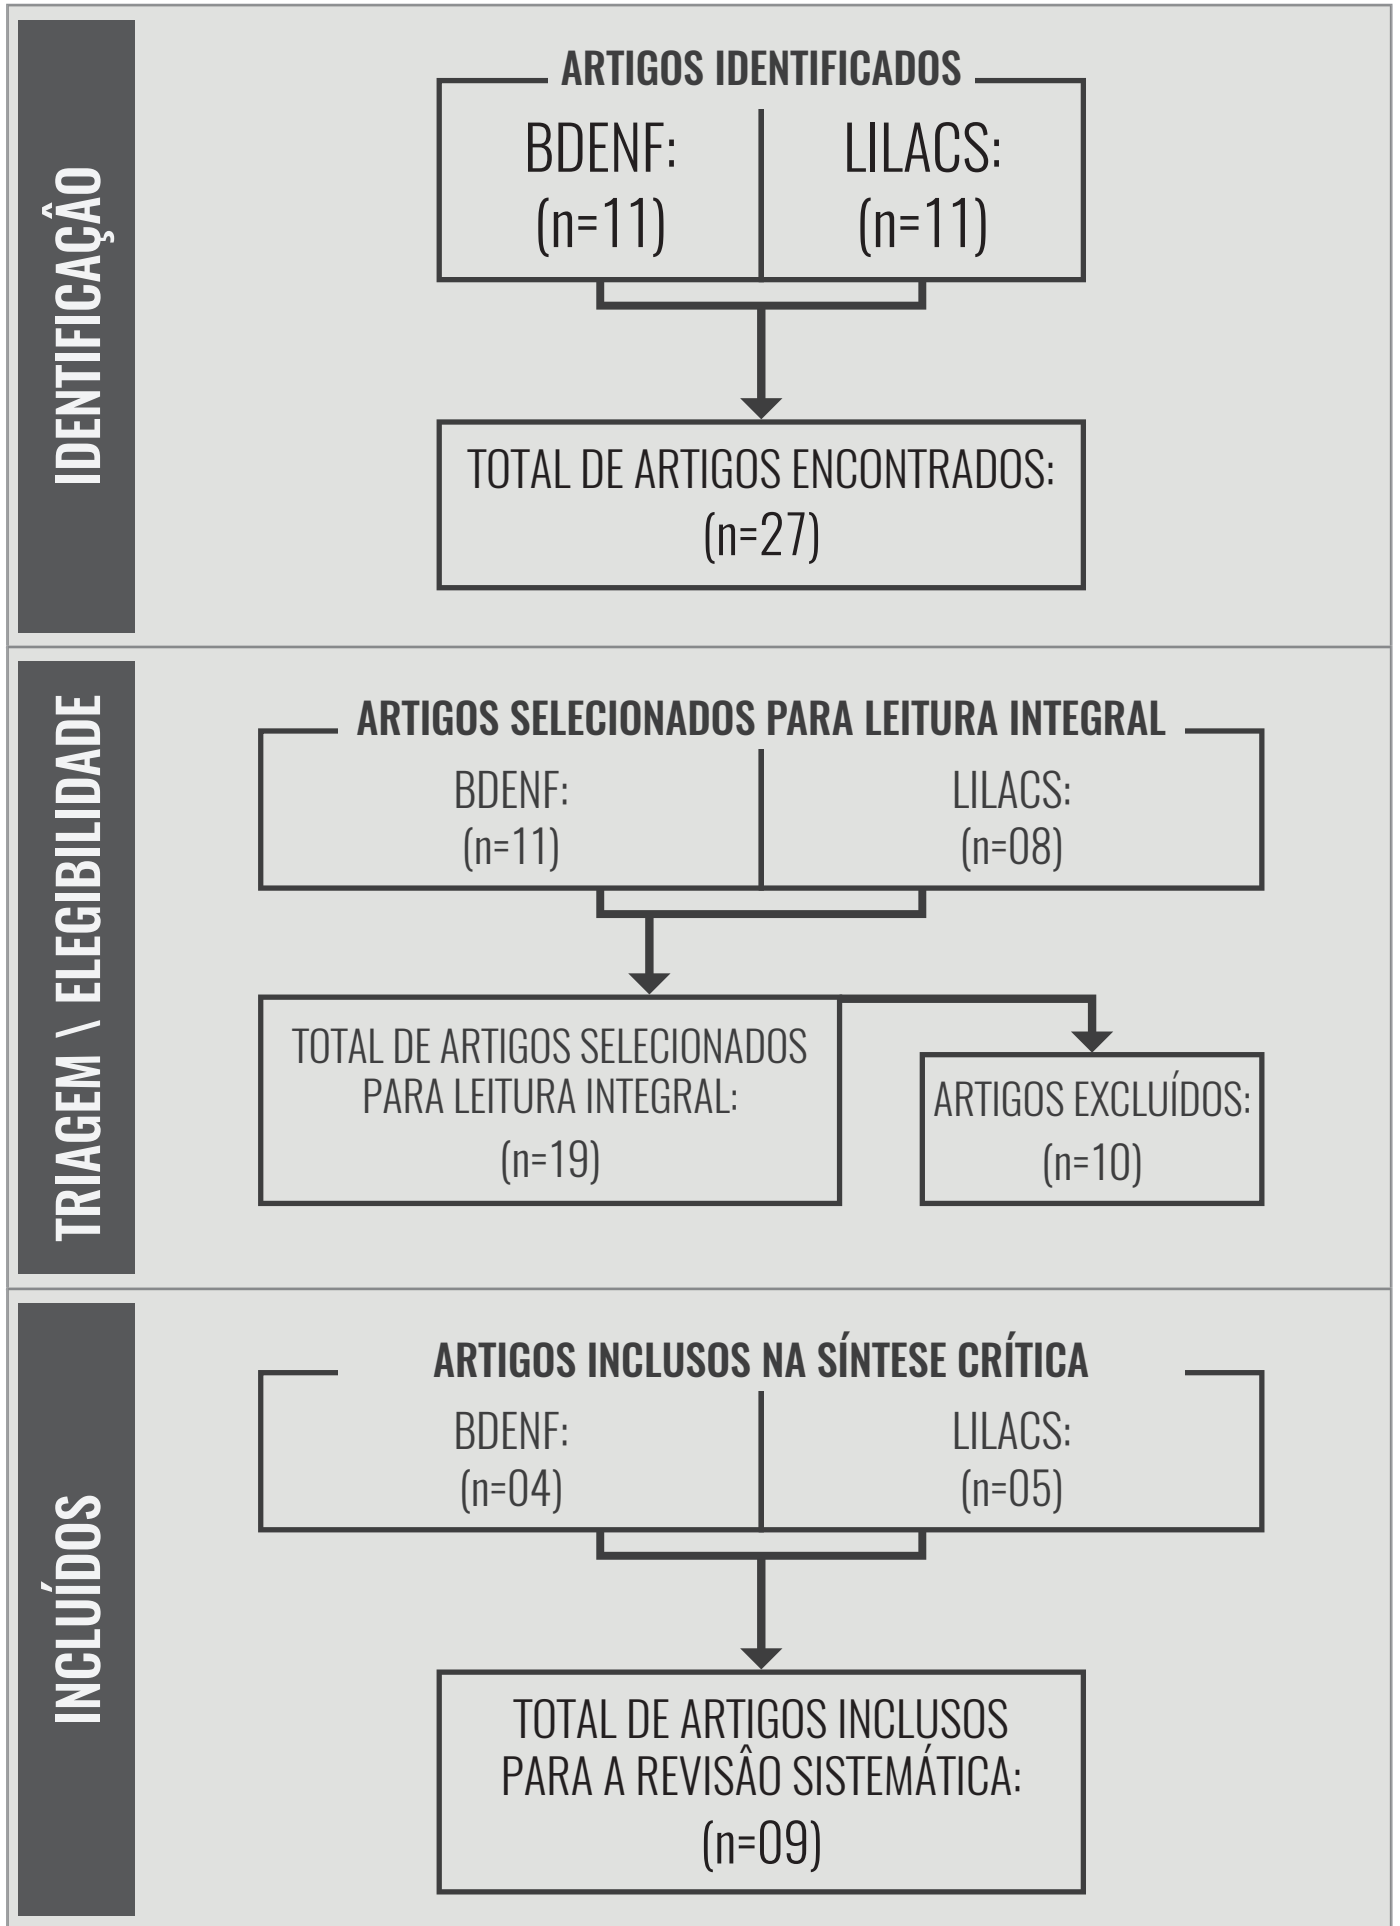 IDENTIFICAÇÂO
ARTIGOS IDENTIFICADOS
BDENF:
(n=11)
LILACS:
(n=11)
TOTAL DE ARTIGOS ENCONTRADOS:
(n=27)
TRIAGEM \ ELEGIBILIDADE
ARTIGOS SELECIONADOS PARA LEITURA INTEGRAL
BDENF:
(n=11)
LILACS:
(n=08)
TOTAL DE ARTIGOS SELECIONADOS
PARA LEITURA INTEGRAL:
(n=19)
ARTIGOS EXCLUÍDOS:
(n=10)
INCLUÍDOS
ARTIGOS INCLUSOS NA SÍNTESE CRÍTICA
BDENF:
(n=04)
LILACS:
(n=05)
TOTAL DE ARTIGOS INCLUSOS
PARA A REVISÂO SISTEMÁTICA:
(n=09)